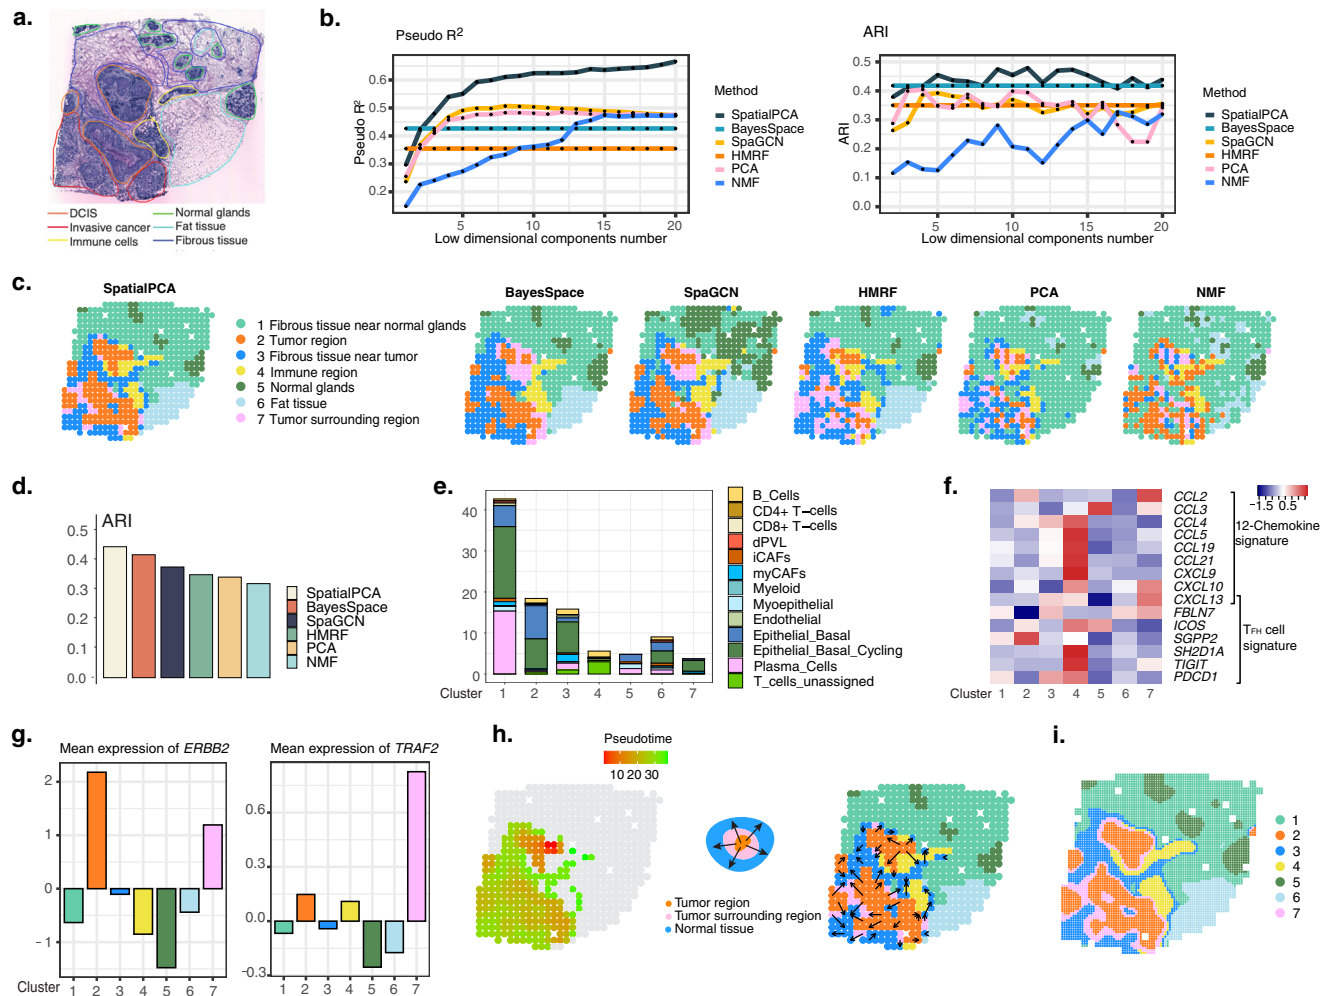 a.
DCIS
Invasive cancer
Immune cells
Normal glands
Fat tissue
Fibrous tissue
b.
Pseudo R²
Pseudo R²
0.6
0.5
0.4
0.3
0.2
5 10 15 20
Low dimensional components number
Method
SpatialPCA
BayesSpace
SpaGCN
HMRF
PCA
NMF
ARI
ARI
0.5
0.4
0.3
0.2
0.1
0.0
5 10 15 20
Low dimensional components number
Method
SpatialPCA
BayesSpace
SpaGCN
HMRF
PCA
NMF
c.
SpatialPCA
1 Fibrous tissue near normal glands
2 Tumor region
3 Fibrous tissue near tumor
4 Immune region
5 Normal glands
6 Fat tissue
7 Tumor surrounding region
BayesSpace SpaGCN HMRF PCA NMF
d.
ARI
0.5
0.4
0.3
0.2
0.1
0.0
SpatialPCA
BayesSpace
SpaGCN
HMRF
PCA
NMF
e.
40
30
20
10
0
Cluster 1 2 3 4 5 6 7
B_Cells
CD4+ T-cells
CD8+ T-cells
dPVL
iCAFs
myCAFs
Myeloid
Myoepithelial
Endothelial
Epithelial_Basal
Epithelial_Basal_Cycling
Plasma_Cells
T_cells_unassigned
f.
CCL2
CCL3
CCL4
CCL5
CCL19
CCL21
CXCL9
CXCL10
CXCL13
FBLN7
ICOS
SGPP2
SH2D1A
TIGIT
PDCD1
Cluster 1 2 3 4 5 6 7
-1.5 0.5
12-Chemokine
signature
TFH cell
signature
g.
Mean expression of ERBB2
2
1
0
-1
Cluster 1 2 3 4 5 6 7
Mean expression of TRAF2
0.6
0.3
0.0
-0.3
1 2 3 4 5 6 7
h.
Pseudotime
10 20 30
Tumor region
Tumor surrounding region
Normal tissue
i.
1
2
3
4
5
6
7